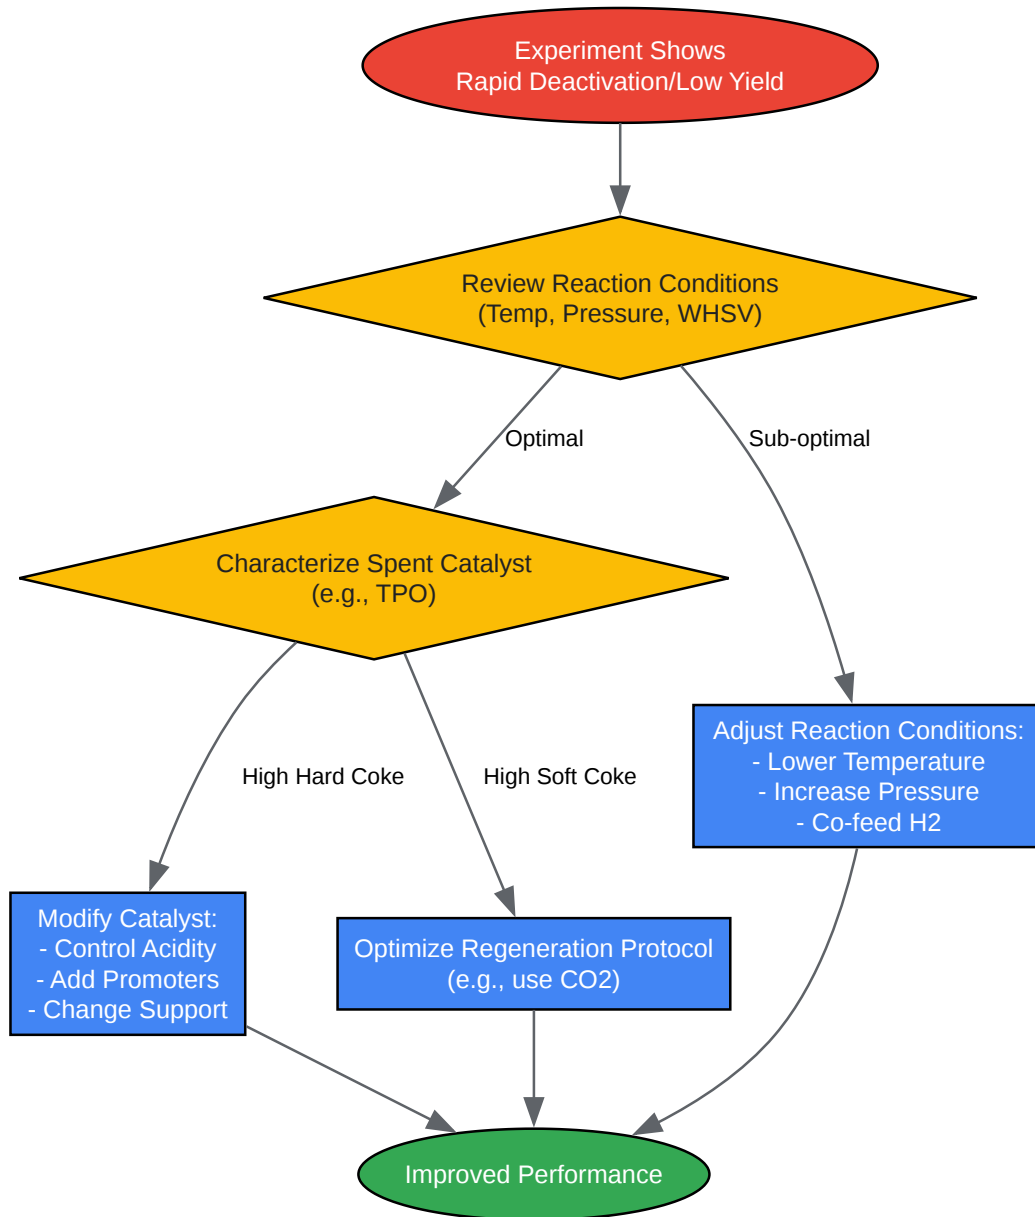 Experiment Shows
Rapid Deactivation/Low Yield
Review Reaction Conditions
(Temp, Pressure, WHSV)
Optimal
Sub-optimal
Characterize Spent Catalyst
(e.g., TPO)
Adjust Reaction Conditions:
- Lower Temperature
- Increase Pressure
- Co-feed H2
High Hard Coke
High Soft Coke
Modify Catalyst:
- Control Acidity
- Add Promoters
- Change Support
Optimize Regeneration Protocol
(e.g., use CO2)
Improved Performance